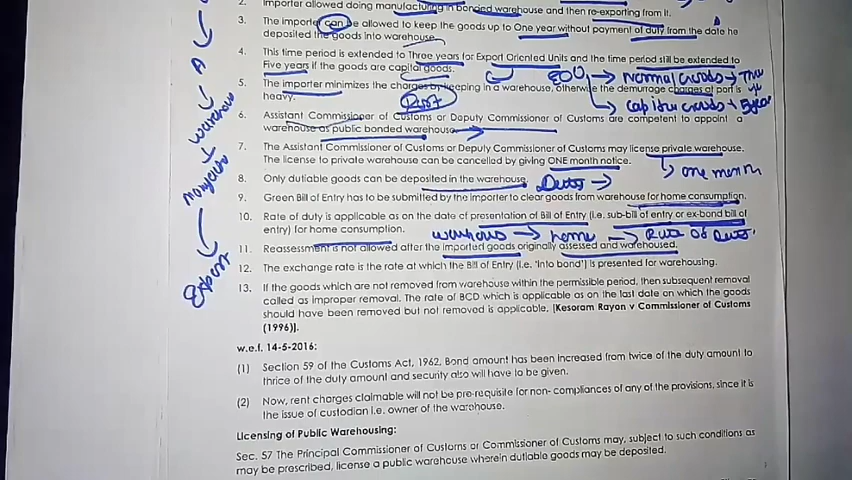 2. Importer allowed doing manufacturing in bonded warehouse and then re-exporting from it.
3. The importer can be allowed to keep the goods up to One year without payment of duty from the date he
deposited the goods into warehouse.
4. This time period is extended to Three years for Export Oriented Units and the time period still be extended to
Five years if the goods are capital goods.
EOU → Normal Goods →
5. The importer minimizes the charges by keeping in a warehouse, otherwise the demurrage charges at port is
heavy.
Port
Capital Goods → 5 year
6. Assistant Commissioner of Customs or Deputy Commissioner of Customs are competent to appoint a
warehouse as public bonded warehouse.
7. The Assistant Commissioner of Customs or Deputy Commissioner of Customs may license private warehouse.
The license to private warehouse can be cancelled by giving ONE month notice.
one month
8. Only dutiable goods can be deposited in the warehouse.
9. Green Bill of Entry has to be submitted by the importer to clear goods from warehouse for home consumption.
10. Rate of duty is applicable as on the date of presentation of Bill of Entry (i.e. sub-bill of entry or ex-bond bill of
entry) for home consumption.
warehouse → home → Rate of Duty
11. Reassessment is not allowed after the imported goods originally assessed and warehoused.
12. The exchange rate is the rate at which the Bill of Entry (i.e. 'into bond') is presented for warehousing.
13. If the goods which are not removed from warehouse within the permissible period, then subsequent removal
called as improper removal. The rate of BCD which is applicable as on the last date on which the goods
should have been removed but not removed is applicable. [Kesoram Rayon v Commissioner of Customs
(1996)].
w.e.f. 14-5-2016:
(1) Section 59 of the Customs Act, 1962, Bond amount has been increased from twice of the duty amount to
thrice of the duty amount and security also will have to be given.
(2) Now, rent charges claimable will not be pre-requisite for non- compliances of any of the provisions, since it is
the issue of custodian i.e. owner of the warehouse.
Licensing of Public Warehousing:
Sec. 57 The Principal Commissioner of Customs or Commissioner of Customs may, subject to such conditions as
may be prescribed, license a public warehouse wherein dutiable goods may be deposited.
A
warehouse
Export